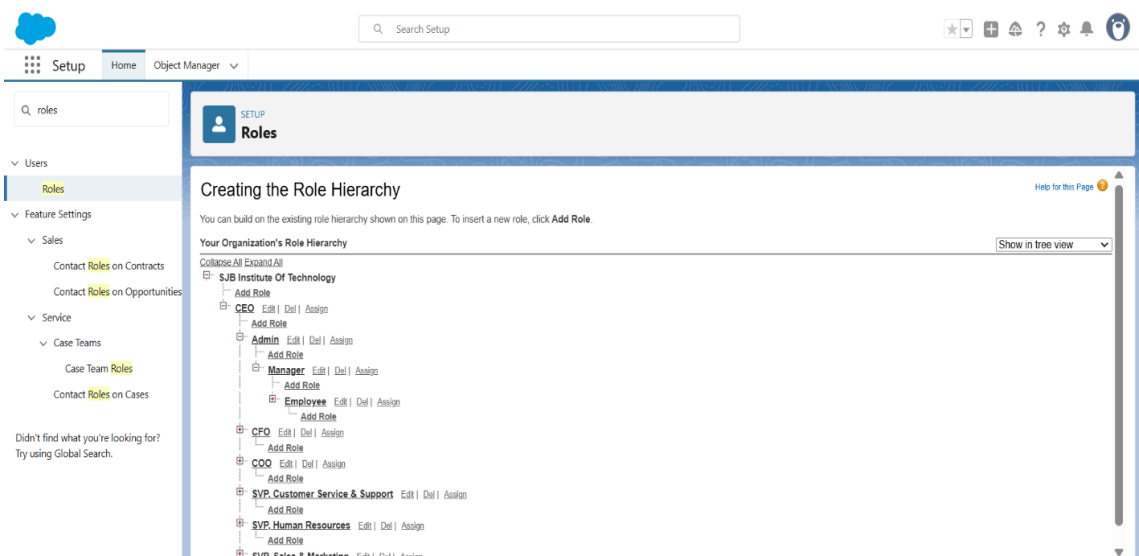 Search Setup
Setup
Home
Object Manager
roles
Users
Roles
Feature Settings
Sales
Contact Roles on Contracts
Contact Roles on Opportunities
Service
Case Teams
Case Team Roles
Contact Roles on Cases
Didn't find what you're looking for?
Try using Global Search.
SETUP
Roles
Creating the Role Hierarchy
Help for this Page ?
You can build on the existing role hierarchy shown on this page. To insert a new role, click Add Role.
Your Organization's Role Hierarchy
Show in tree view
Collapse All Expand All
SJB Institute Of Technology
Add Role
CEO Edit | Del | Assign
Add Role
Admin Edit | Del | Assign
Add Role
Manager Edit | Del | Assign
Add Role
Employee Edit | Del | Assign
Add Role
CFO Edit | Del | Assign
Add Role
COO Edit | Del | Assign
Add Role
SVP, Customer Service & Support Edit | Del | Assign
Add Role
SVP, Human Resources Edit | Del | Assign
Add Role
SVP, Sales & Marketing Edit | Del | Assign